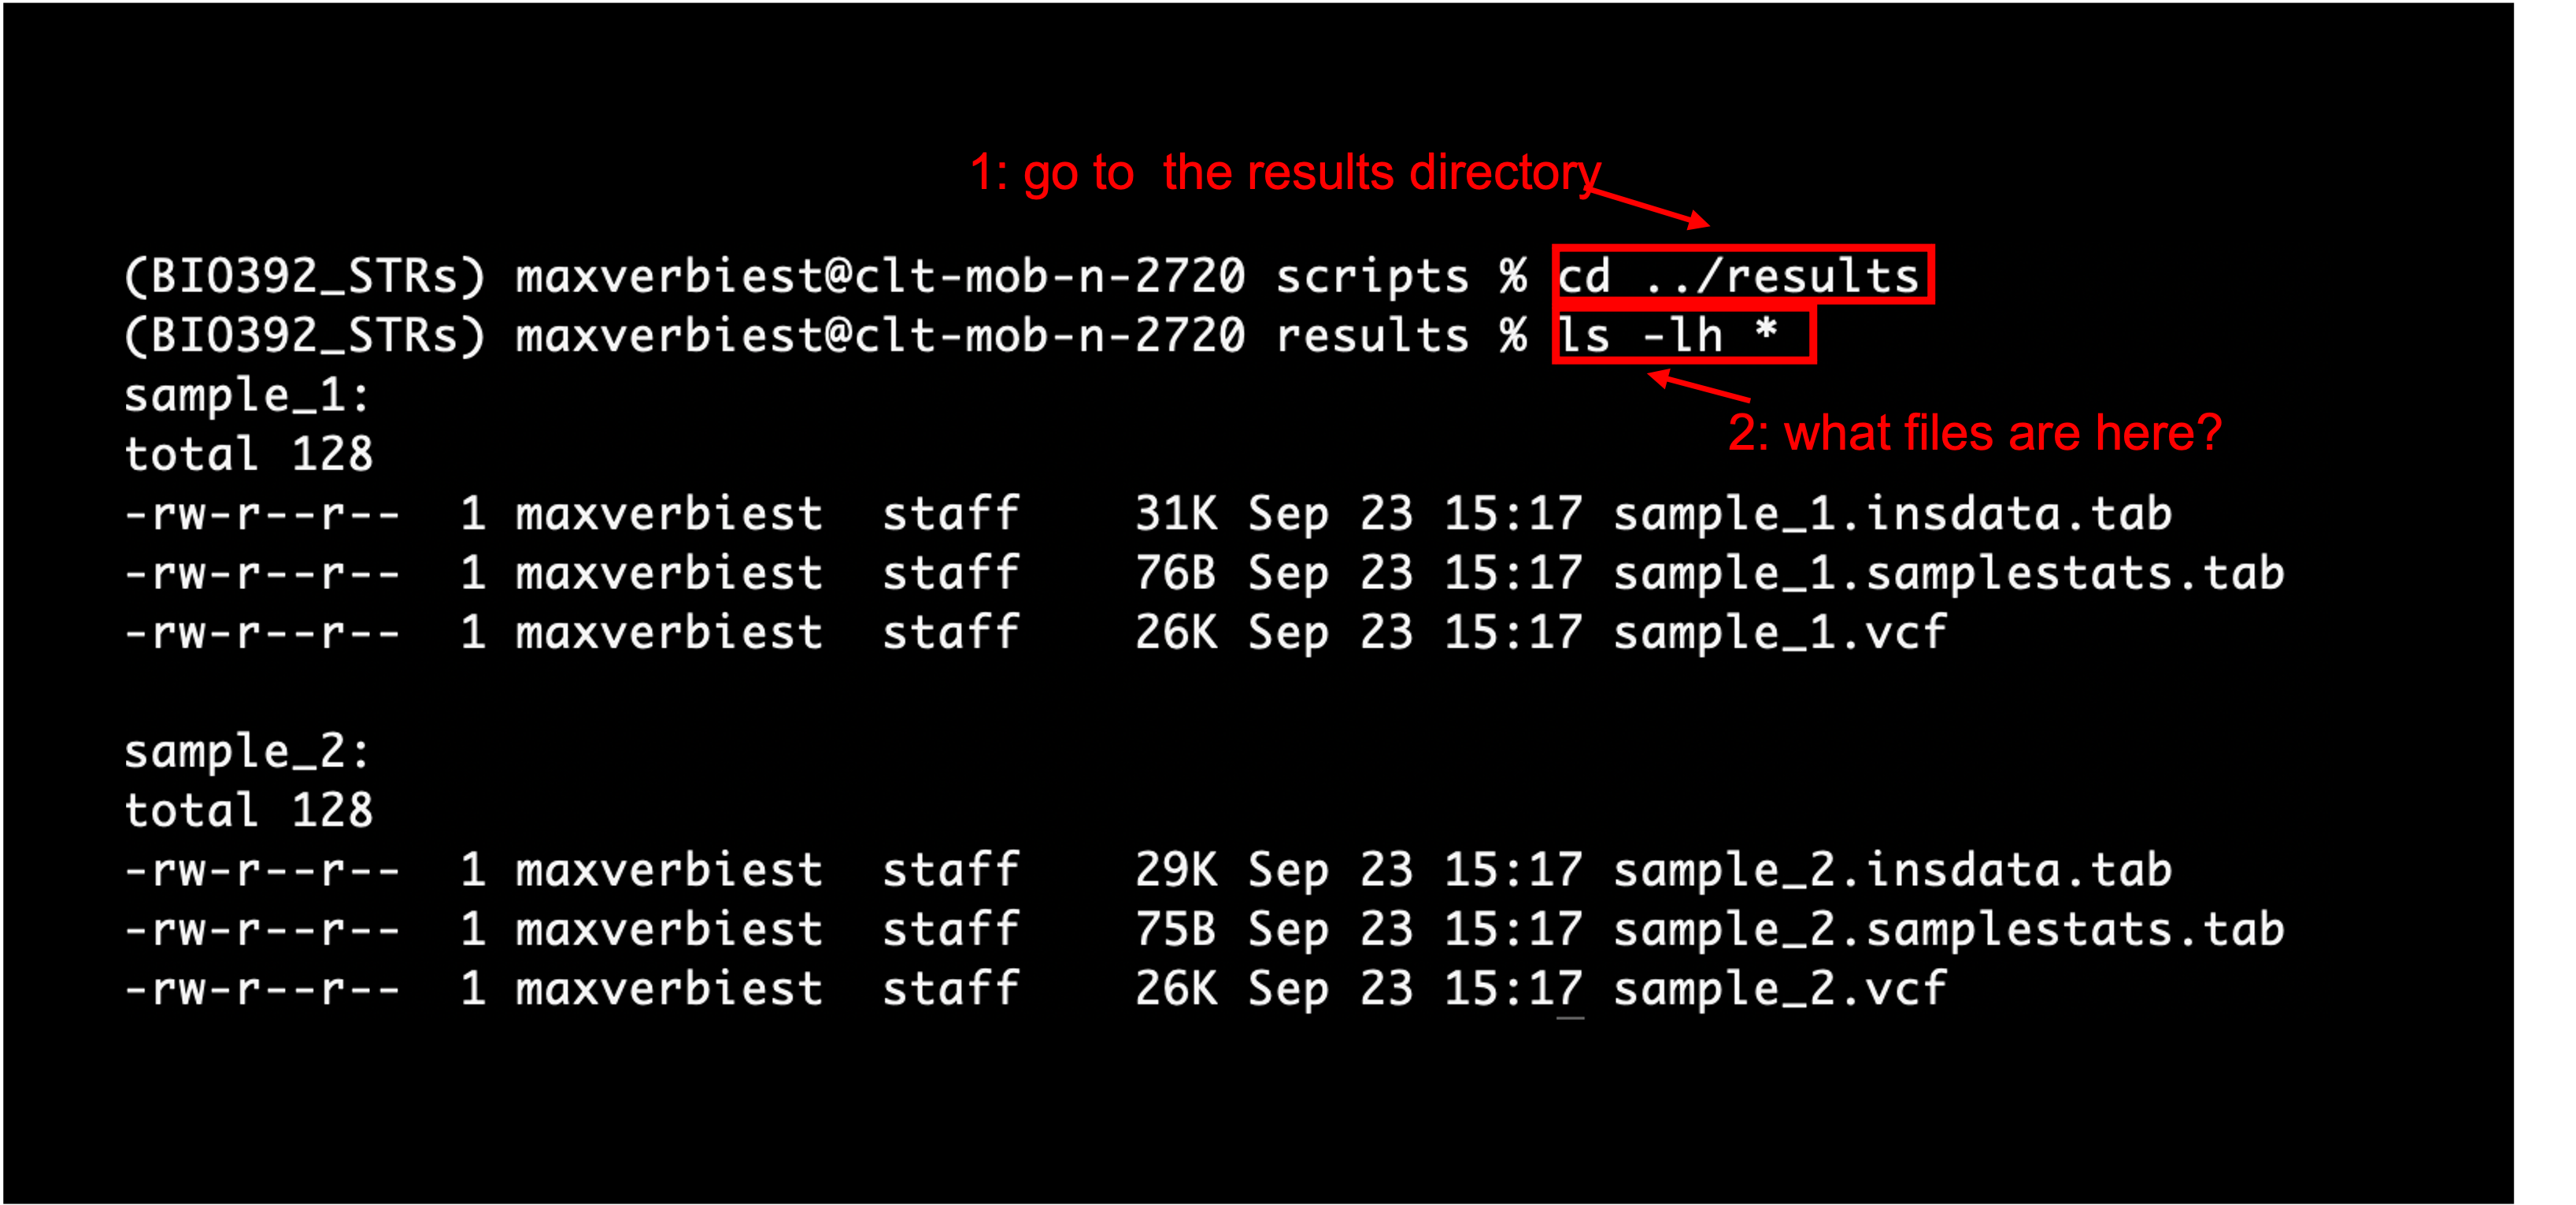 1: go to  the results directory
(BIO392_STRs) maxverbiest@clt-mob-n-2720 scripts % cd ../results
(BIO392_STRs) maxverbiest@clt-mob-n-2720 results % ls -lh *
sample_1:
2: what files are here?
total 128
-rw-r--r--  1 maxverbiest  staff    31K Sep 23 15:17 sample_1.insdata.tab
-rw-r--r--  1 maxverbiest  staff    76B Sep 23 15:17 sample_1.samplestats.tab
-rw-r--r--  1 maxverbiest  staff    26K Sep 23 15:17 sample_1.vcf
sample_2:
total 128
-rw-r--r--  1 maxverbiest  staff    29K Sep 23 15:17 sample_2.insdata.tab
-rw-r--r--  1 maxverbiest  staff    75B Sep 23 15:17 sample_2.samplestats.tab
-rw-r--r--  1 maxverbiest  staff    26K Sep 23 15:17 sample_2.vcf